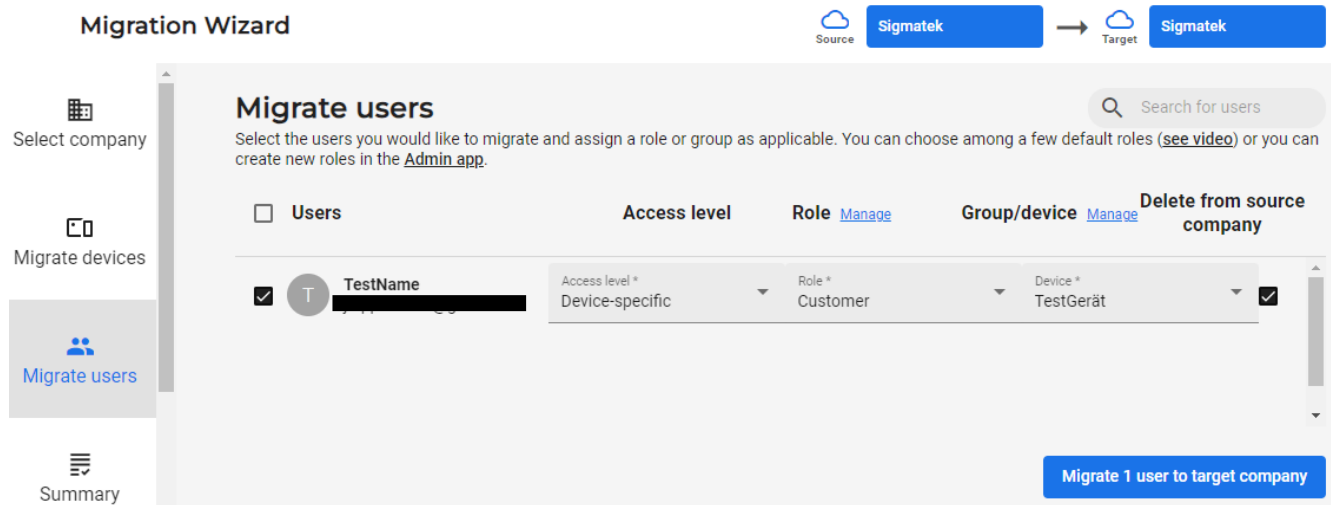 Migration Wizard
Source
Sigmatek
Target
Sigmatek
Select company
Migrate devices
Migrate users
Summary
Migrate users
Search for users
Select the users you would like to migrate and assign a role or group as applicable. You can choose among a few default roles (see video) or you can
create new roles in the Admin app.
Users
Access level
Role Manage
Group/device Manage
Delete from source
company
T
TestName
Access level *
Device-specific
Role *
Customer
Device *
TestGerät
Migrate 1 user to target company